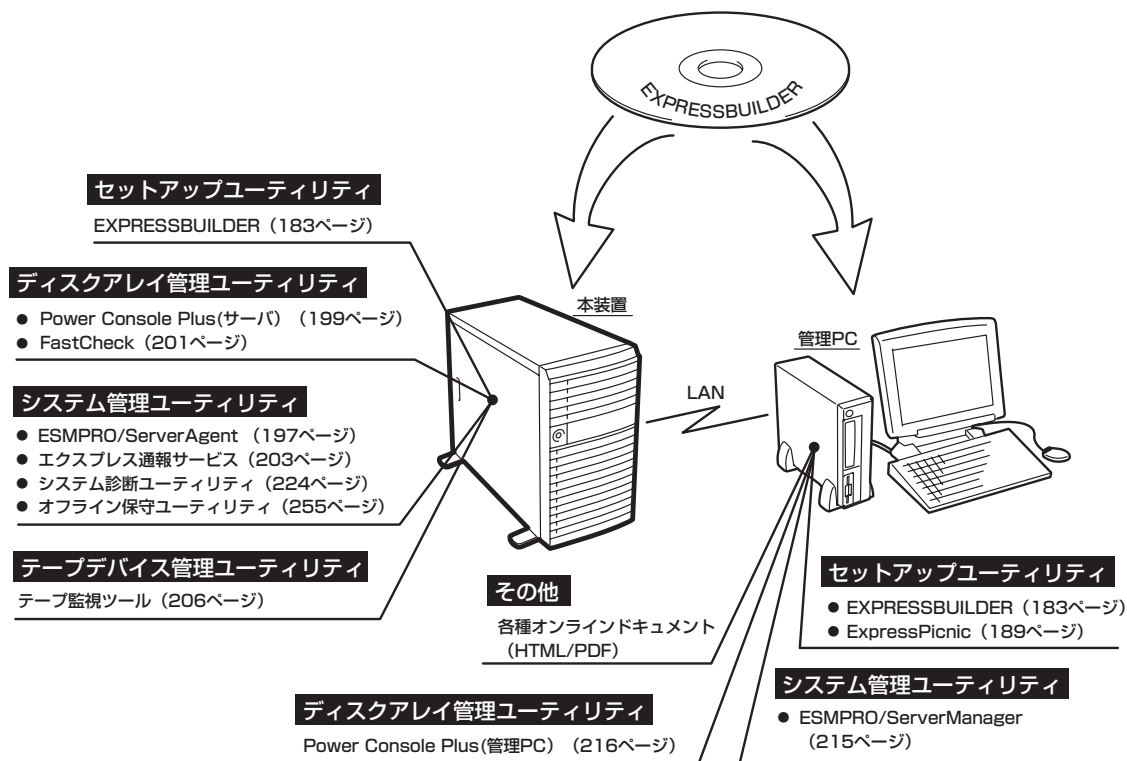 EXPRESSBUILDER
セットアップユーティリティ
EXPRESSBUILDER（183ページ）
ディスクアレイ管理ユーティリティ
● Power Console Plus(サーバ）（199ページ）
● FastCheck（201ページ）
システム管理ユーティリティ
● ESMPRO/ServerAgent （197ページ）
● エクスプレス通報サービス（203ページ）
● システム診断ユーティリティ（224ページ）
● オフライン保守ユーティリティ（255ページ）
テープデバイス管理ユーティリティ
テープ監視ツール（206ページ）
本装置
LAN
管理PC
その他
各種オンラインドキュメント
（HTML/PDF）
セットアップユーティリティ
● EXPRESSBUILDER（183ページ）
● ExpressPicnic（189ページ）
システム管理ユーティリティ
● ESMPRO/ServerManager
（215ページ）
ディスクアレイ管理ユーティリティ
Power Console Plus(管理PC）（216ページ）